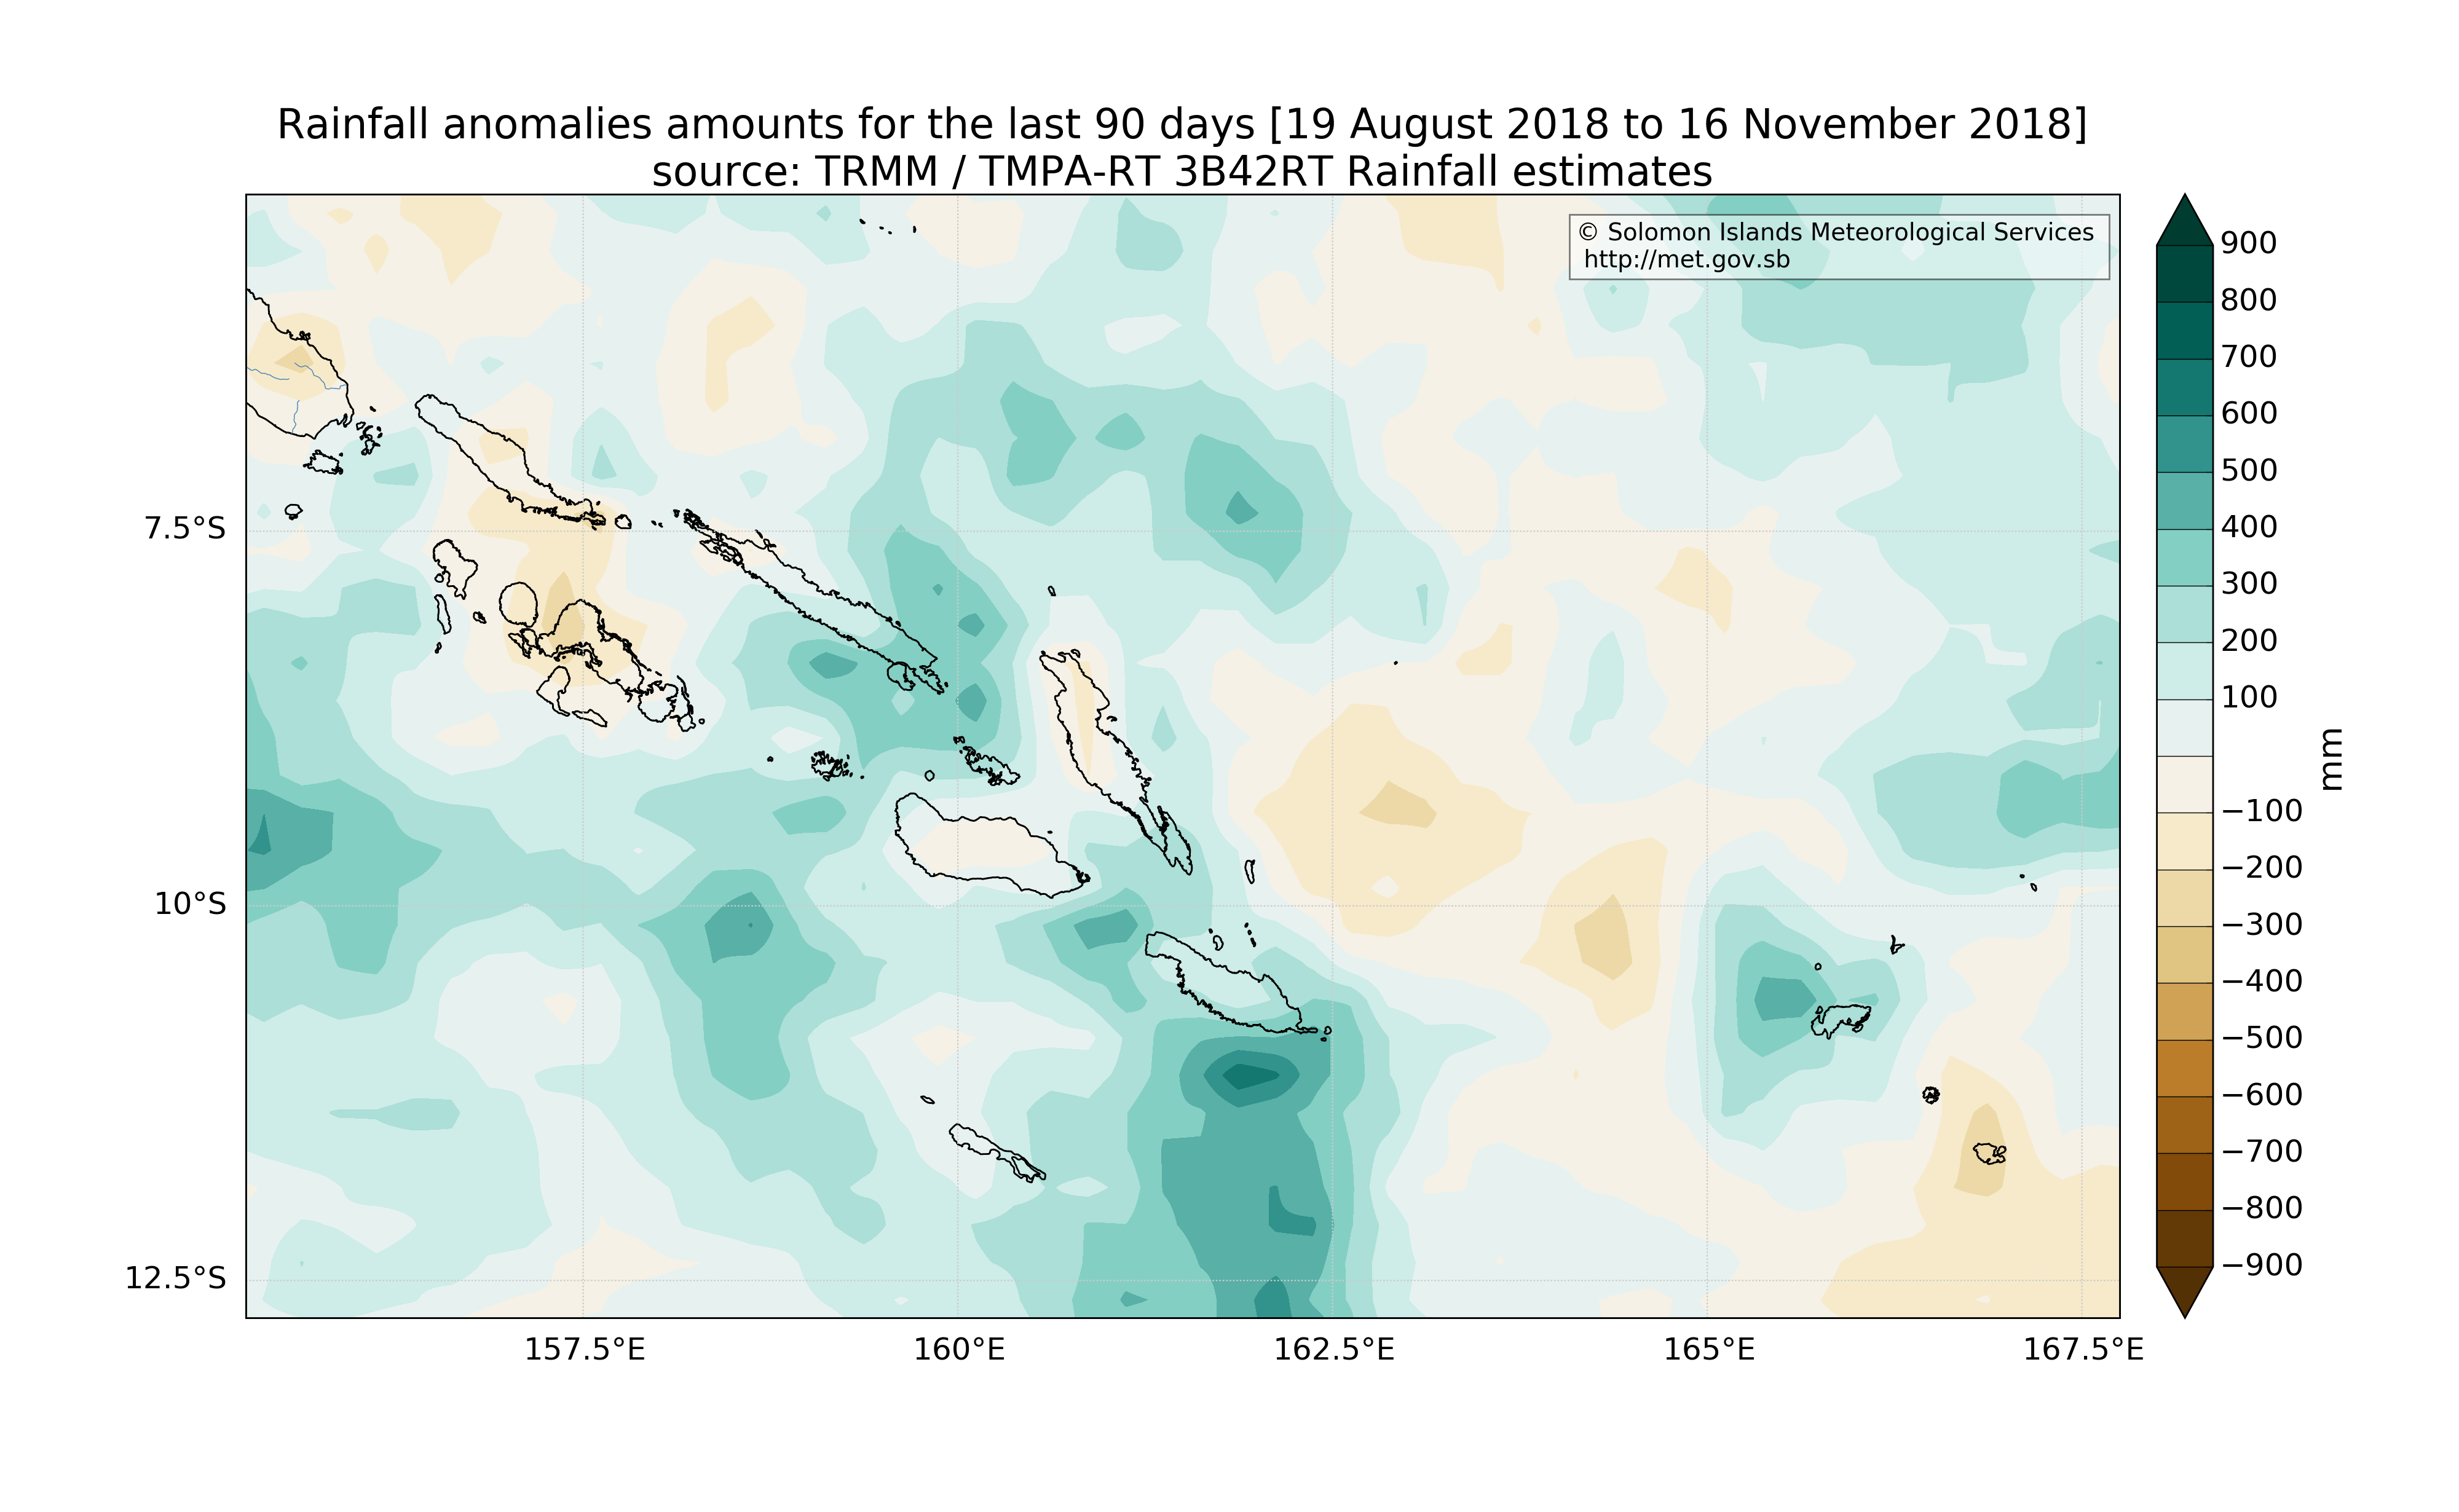 Rainfall anomalies amounts for the last 90 days [19 August 2018 to 16 November 2018]
source: TRMM / TMPA-RT 3B42RT Rainfall estimates
© Solomon Islands Meteorological Services
http://met.gov.sb
7.5°S
10°S
12.5°S
157.5°E
160°E
162.5°E
165°E
167.5°E
900
800
700
600
500
400
300
200
100
−100
−200
−300
−400
−500
−600
−700
−800
−900
mm